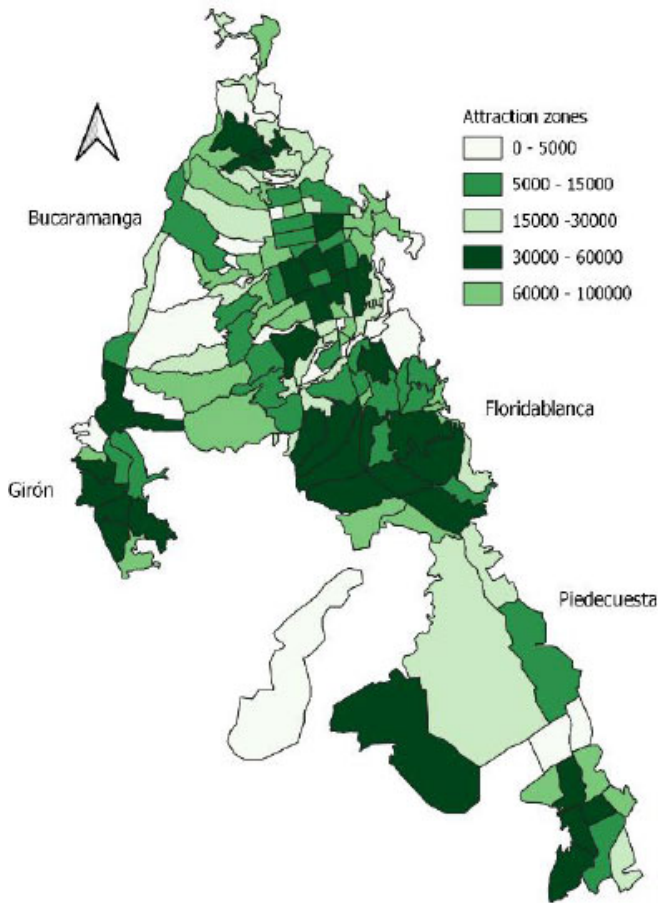 Attraction zones
0 - 5000
5000 - 15000
15000 -30000
30000 - 60000
60000 - 100000
Bucaramanga
Floridablanca
Girón
Piedecuesta